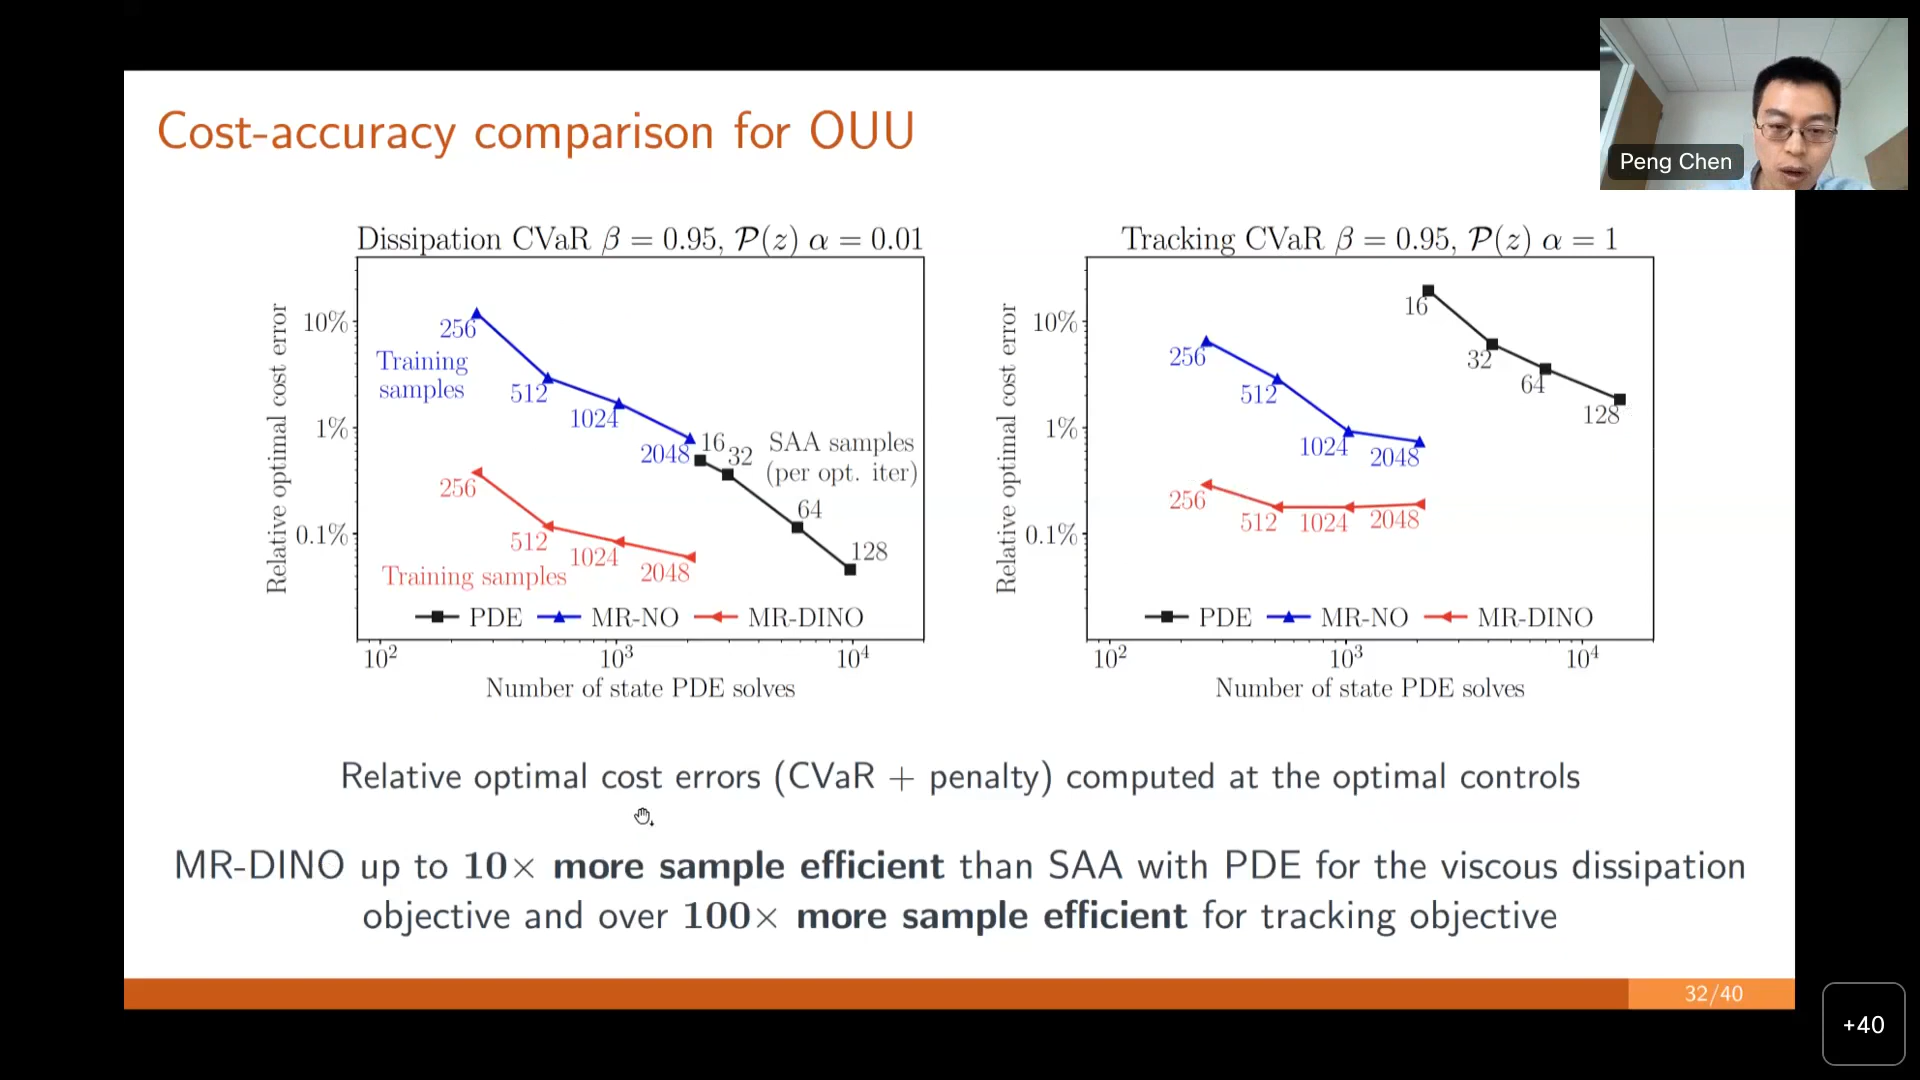 Cost-accuracy comparison for OUU
Peng Chen
Dissipation CVaR β = 0.95, 𝒫(z) α = 0.01
Relative optimal cost error
10%
1%
0.1%
256
Training
samples
512
1024
2048
16
32
SAA samples
(per opt. iter)
64
128
256
512
1024
2048
Training samples
PDE MR-NO MR-DINO
10² 10³ 10⁴
Number of state PDE solves
Tracking CVaR β = 0.95, 𝒫(z) α = 1
Relative optimal cost error
10%
1%
0.1%
16
32
64
128
256
512
1024
2048
256
512
1024
2048
PDE MR-NO MR-DINO
10² 10³ 10⁴
Number of state PDE solves
Relative optimal cost errors (CVaR + penalty) computed at the optimal controls
MR-DINO up to 10× more sample efficient than SAA with PDE for the viscous dissipation
objective and over 100× more sample efficient for tracking objective
32/40
+40